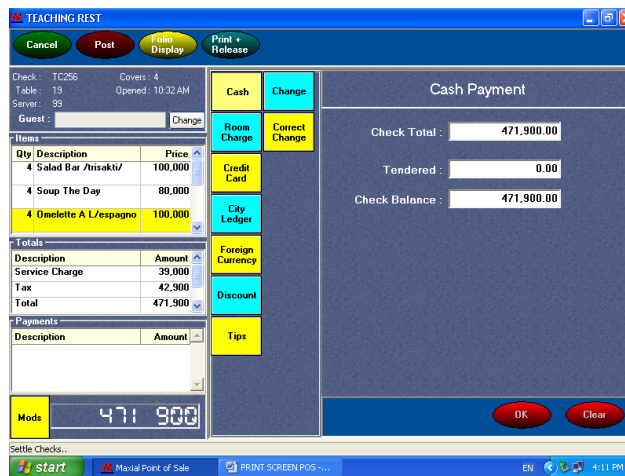 TEACHING REST
Cancel
Post
Folio Display
Print + Release
Check : TC256 Covers : 4
Table : 19 Opened : 10:32 AM
Server : 99
Guest : Change
Items
Qty Description Price
4 Salad Bar /trisakti/ 100,000
4 Soup The Day 80,000
4 Omelette A L/espagno 100,000
Totals
Description Amount
Service Charge 39,000
Tax 42,900
Total 471,900
Payments
Description Amount
Mods
471 900
Cash
Change
Room Charge
Correct Change
Credit Card
City Ledger
Foreign Currency
Discount
Tips
Cash Payment
Check Total : 471,900.00
Tendered : 0.00
Check Balance : 471,900.00
OK
Clear
Settle Checks..
start
Maxial Point of Sale
PRINT SCREEN POS -...
EN
4:11 PM